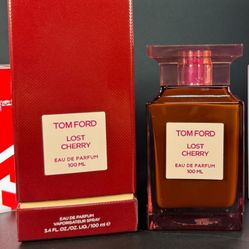 TOM FORD
LOST
CHERRY
EAU DE PARFUM
100 ML
EAU DE PARFUM
VAPORISATEUR SPRAY
3.4 FL.OZ./OZ. LIQ./100 ml ℮
TOM FORD
LOST
CHERRY
EAU DE PARFUM
100 ML